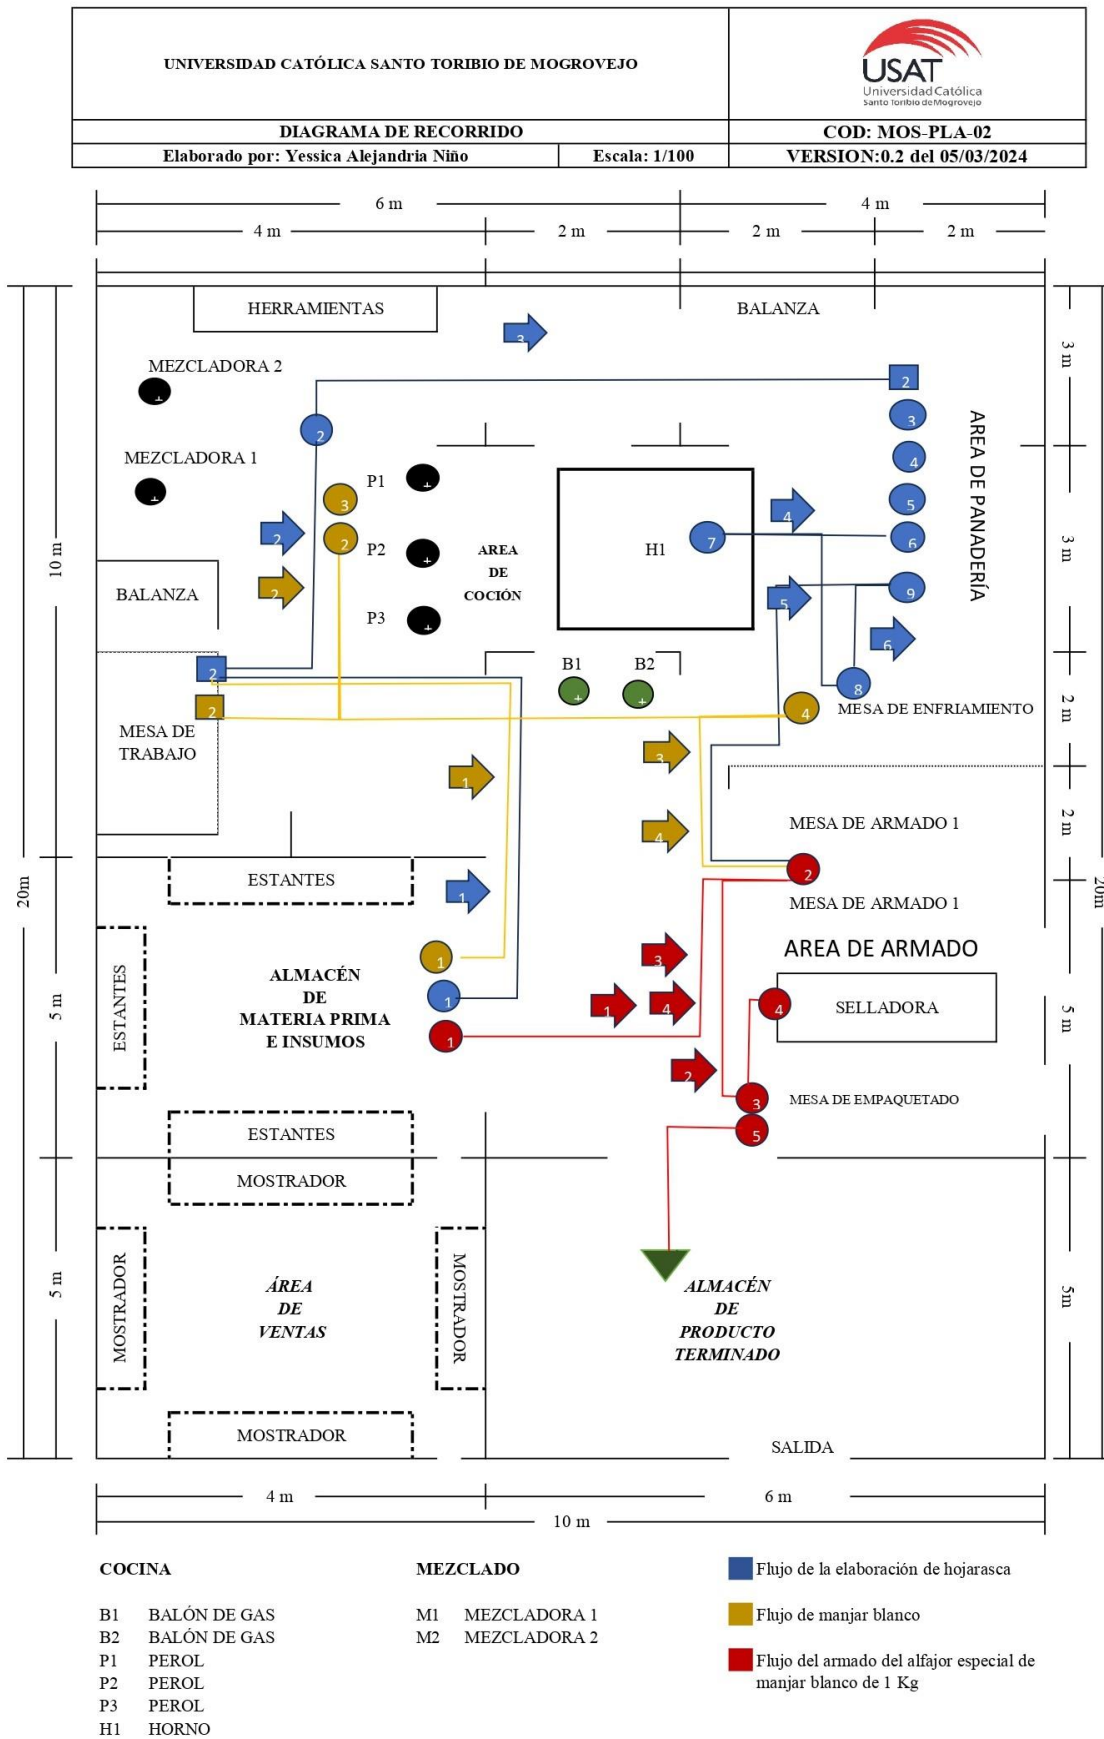 UNIVERSIDAD CATÓLICA SANTO TORIBIO DE MOGROVEJO
USAT
Universidad Católica
Santo Toribio de Mogrovejo
DIAGRAMA DE RECORRIDO
COD: MOS-PLA-02
Elaborado por: Yessica Alejandria Niño
Escala: 1/100
VERSION:0.2 del 05/03/2024
6 m
4 m
4 m
2 m
2 m
2 m
HERRAMIENTAS
BALANZA
3
3 m
MEZCLADORA 2
2
3
2
AREA DE PANADERÍA
MEZCLADORA 1
4
P1
3
5
4
2
2
6
7
H1
P2
AREA
DE
COCIÓN
3 m
10 m
2
BALANZA
9
5
P3
6
B1
B2
2
8
2
4
MESA DE ENFRIAMIENTO
2 m
MESA DE
TRABAJO
3
1
4
MESA DE ARMADO 1
2 m
2
ESTANTES
1
20m
20m
MESA DE ARMADO 1
AREA DE ARMADO
1
3
ALMACÉN
DE
MATERIA PRIMA
E INSUMOS
ESTANTES
1
1
4
4
SELLADORA
5 m
5 m
1
2
3
MESA DE EMPAQUETADO
5
ESTANTES
MOSTRADOR
MOSTRADOR
MOSTRADOR
ÁREA
DE
VENTAS
ALMACÉN
DE
PRODUCTO
TERMINADO
5 m
5m
MOSTRADOR
SALIDA
4 m
6 m
10 m
COCINA
B1 BALÓN DE GAS
B2 BALÓN DE GAS
P1 PEROL
P2 PEROL
P3 PEROL
H1 HORNO
MEZCLADO
M1 MEZCLADORA 1
M2 MEZCLADORA 2
Flujo de la elaboración de hojarasca
Flujo de manjar blanco
Flujo del armado del alfajor especial de
manjar blanco de 1 Kg